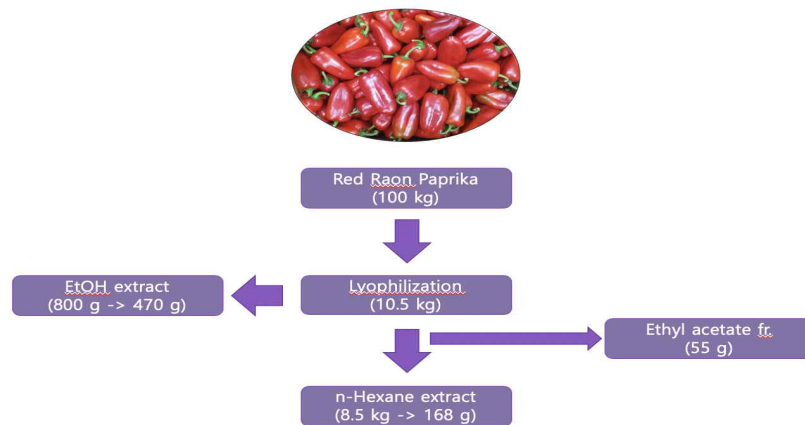 Red Raon Paprika
(100 kg)
EtOH extract
(800 g -> 470 g)
Lyophilization
(10.5 kg)
Ethyl acetate fr.
(55 g)
n-Hexane extract
(8.5 kg -> 168 g)